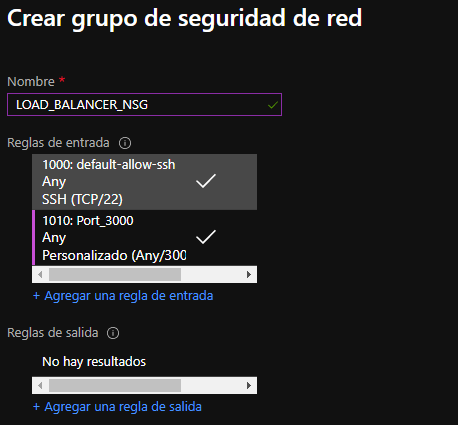 Crear grupo de seguridad de red
Nombre *
LOAD_BALANCER_NSG
Reglas de entrada
1000: default-allow-ssh
Any
SSH (TCP/22)
1010: Port_3000
Any
Personalizado (Any/300
+ Agregar una regla de entrada
Reglas de salida
No hay resultados
+ Agregar una regla de salida